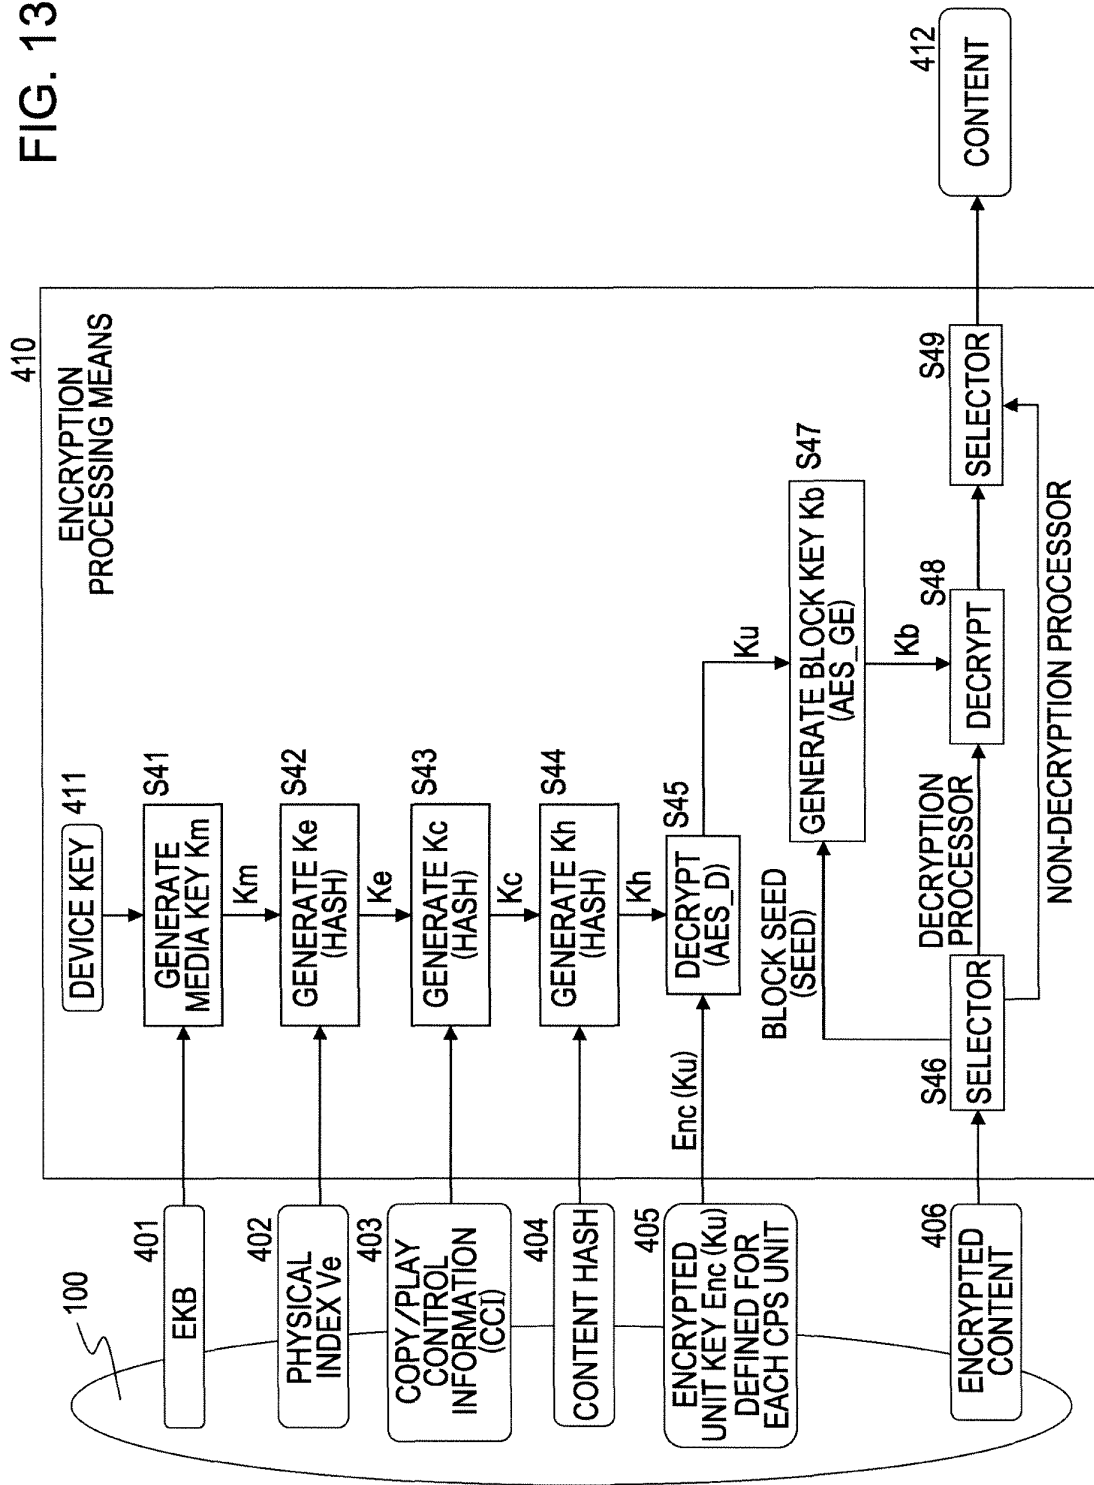 FIG. 13
410
ENCRYPTION
PROCESSING MEANS
100
401
EKB
DEVICE KEY
411
GENERATE
MEDIA KEY Km
S41
Km
402
PHYSICAL
INDEX Ve
GENERATE Ke
(HASH)
S42
Ke
403
COPY/PLAY
CONTROL
INFORMATION
(CCI)
GENERATE Kc
(HASH)
S43
Kc
404
CONTENT HASH
GENERATE Kh
(HASH)
S44
Kh
405
ENCRYPTED
UNIT KEY Enc (Ku)
DEFINED FOR
EACH CPS UNIT
Enc (Ku)
DECRYPT
(AES_D)
S45
Ku
BLOCK SEED
(SEED)
GENERATE BLOCK KEY Kb
(AES_GE)
S47
Kb
406
ENCRYPTED
CONTENT
S46
SELECTOR
DECRYPTION
PROCESSOR
DECRYPT
S48
SELECTOR
S49
NON-DECRYPTION PROCESSOR
412
CONTENT